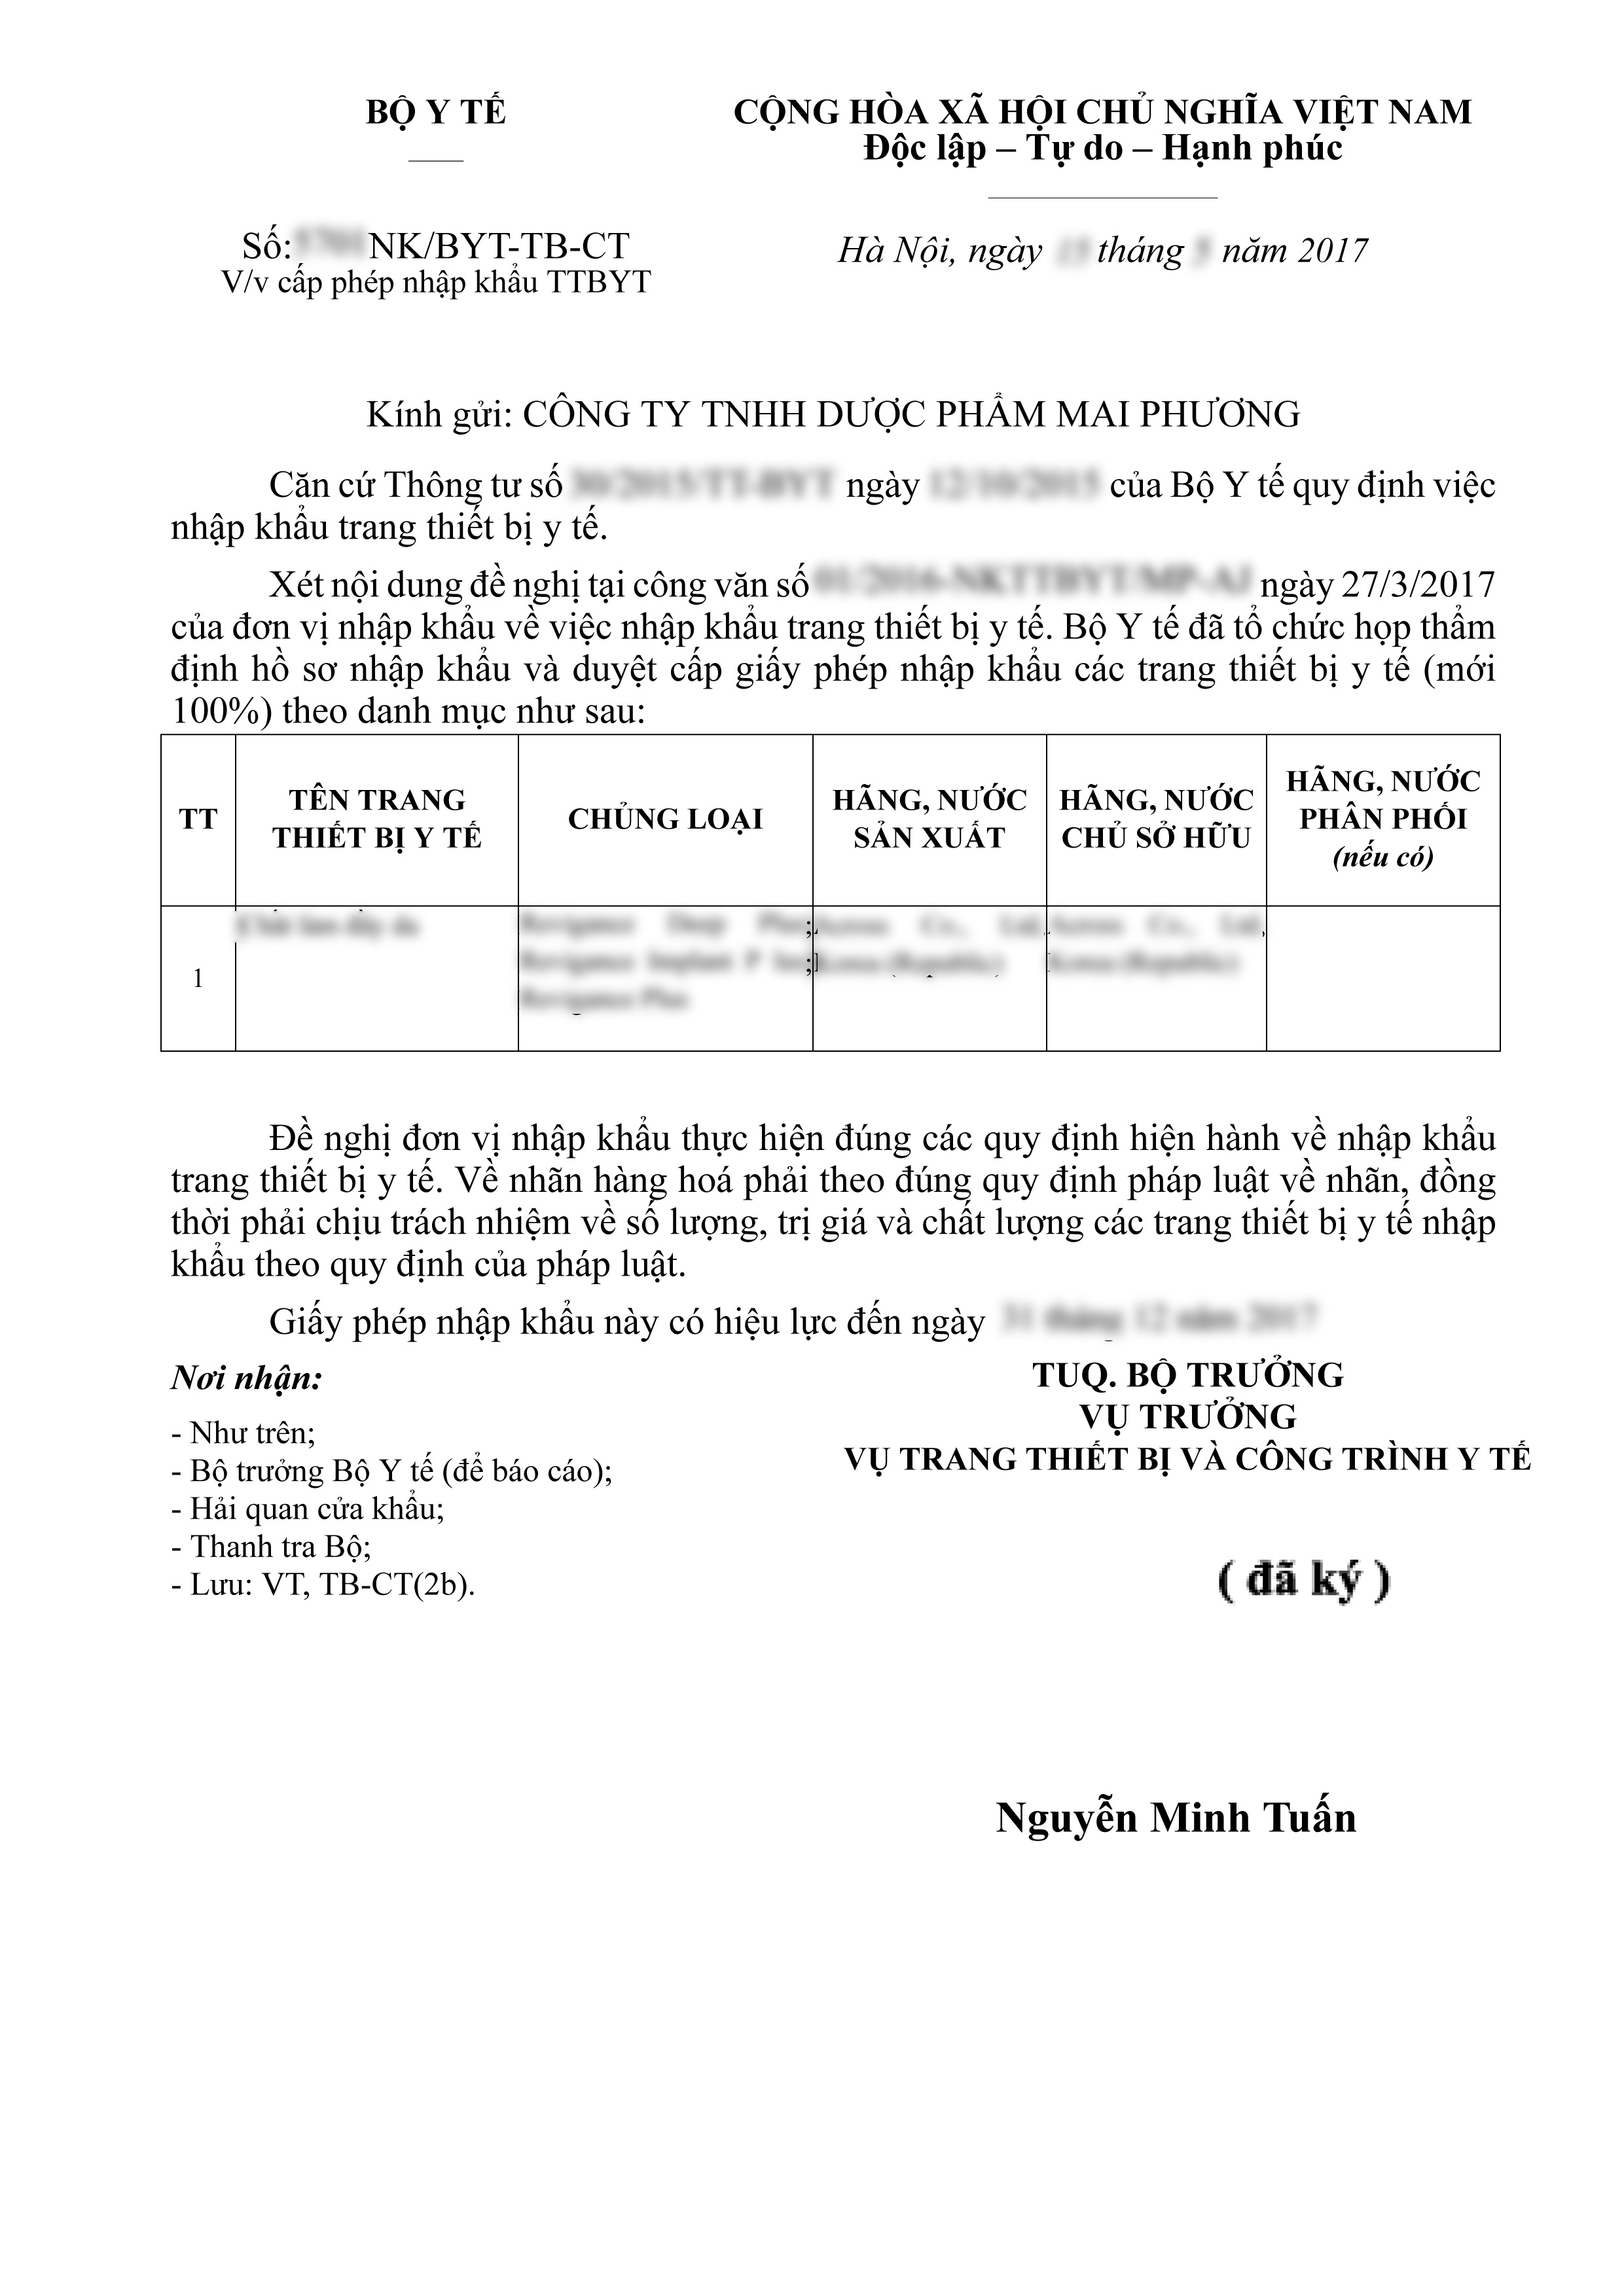 BỘ Y TẾ
CỘNG HÒA XÃ HỘI CHỦ NGHĨA VIỆT NAM
Độc lập – Tự do – Hạnh phúc
Số: NK/BYT-TB-CT
V/v cấp phép nhập khẩu TTBYT
Hà Nội, ngày tháng năm 2017
Kính gửi: CÔNG TY TNHH DƯỢC PHẨM MAI PHƯƠNG
Căn cứ Thông tư số ngày của Bộ Y tế quy định việc
nhập khẩu trang thiết bị y tế.
Xét nội dung đề nghị tại công văn số ngày 27/3/2017
của đơn vị nhập khẩu về việc nhập khẩu trang thiết bị y tế. Bộ Y tế đã tổ chức họp thẩm
định hồ sơ nhập khẩu và duyệt cấp giấy phép nhập khẩu các trang thiết bị y tế (mới
100%) theo danh mục như sau:
TT
TÊN TRANG
THIẾT BỊ Y TẾ
CHỦNG LOẠI
HÃNG, NƯỚC
SẢN XUẤT
HÃNG, NƯỚC
CHỦ SỞ HỮU
HÃNG, NƯỚC
PHÂN PHỐI
(nếu có)
1
Đề nghị đơn vị nhập khẩu thực hiện đúng các quy định hiện hành về nhập khẩu
trang thiết bị y tế. Về nhãn hàng hoá phải theo đúng quy định pháp luật về nhãn, đồng
thời phải chịu trách nhiệm về số lượng, trị giá và chất lượng các trang thiết bị y tế nhập
khẩu theo quy định của pháp luật.
Giấy phép nhập khẩu này có hiệu lực đến ngày
Nơi nhận:
- Như trên;
- Bộ trưởng Bộ Y tế (để báo cáo);
- Hải quan cửa khẩu;
- Thanh tra Bộ;
- Lưu: VT, TB-CT(2b).
TUQ. BỘ TRƯỞNG
VỤ TRƯỞNG
VỤ TRANG THIẾT BỊ VÀ CÔNG TRÌNH Y TẾ
( đã ký )
Nguyễn Minh Tuấn